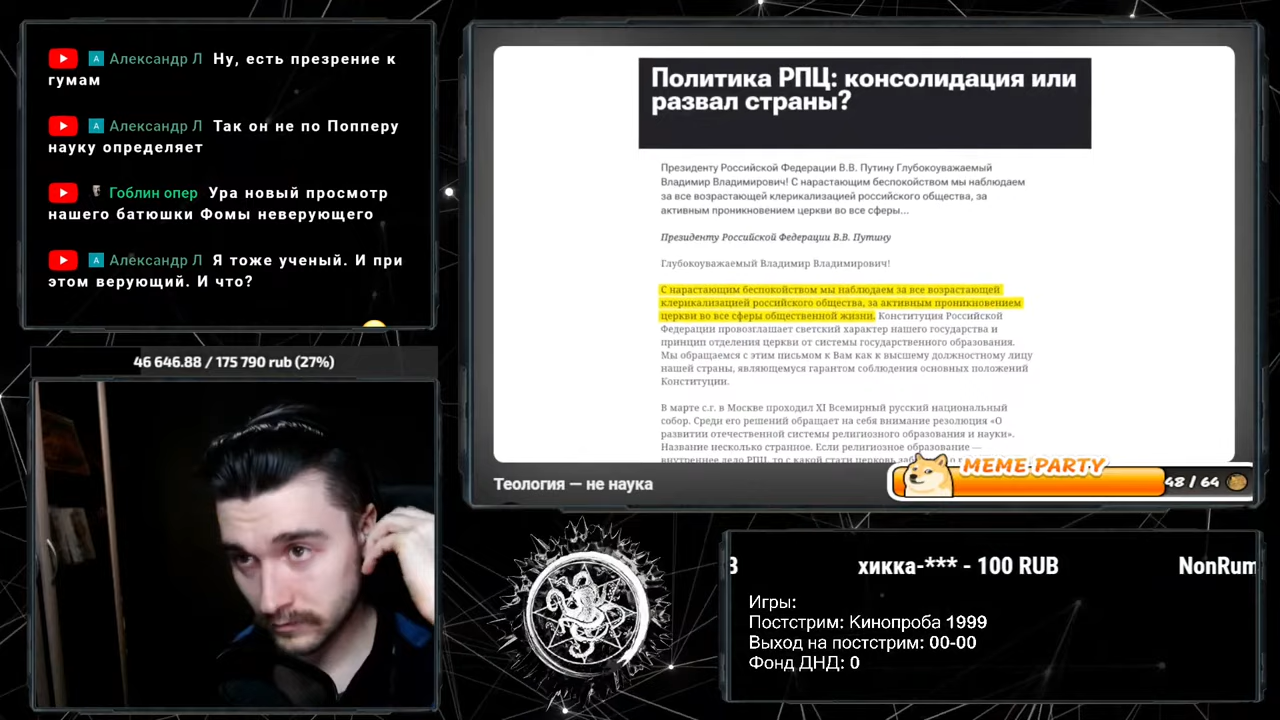 Александр Л Ну, есть презрение к
гумам
Александр Л Так он не по Попперу
науку определяет
Гоблин опер Ура новый просмотр
нашего батюшки Фомы неверующего
Александр Л Я тоже ученый. И при
этом верующий. И что?
46 646.88 / 175 790 rub (27%)
Политика РПЦ: консолидация или
развал страны?
Президенту Российской Федерации В.В. Путину Глубокоуважаемый
Владимир Владимирович! С нарастающим беспокойством мы наблюдаем
за все возрастающей клерикализацией российского общества, за
активным проникновением церкви во все сферы...
Президенту Российской Федерации В.В. Путину
Глубокоуважаемый Владимир Владимирович!
С нарастающим беспокойством мы наблюдаем за все возрастающей
клерикализацией российского общества, за активным проникновением
церкви во все сферы общественной жизни. Конституция Российской
Федерации провозглашает светский характер нашего государства и
принцип отделения церкви от системы государственного образования.
Мы обращаемся с этим письмом к Вам как к высшему должностному лицу
нашей страны, являющемуся гарантом соблюдения основных положений
Конституции.
В марте с.г. в Москве проходил XI Всемирный русский национальный
собор. Среди его решений обращает на себя внимание резолюция «О
развитии отечественной системы религиозного образования и науки».
Название несколько странное. Если религиозное образование —
внутреннее дело РПЦ, то с какой стати церковь
Теология — не наука
MEME PARTY
48 / 64
хикка-*** - 100 RUB
NonRum
Игры:
Постстрим: Кинопроба 1999
Выход на постстрим: 00-00
Фонд ДНД: 0